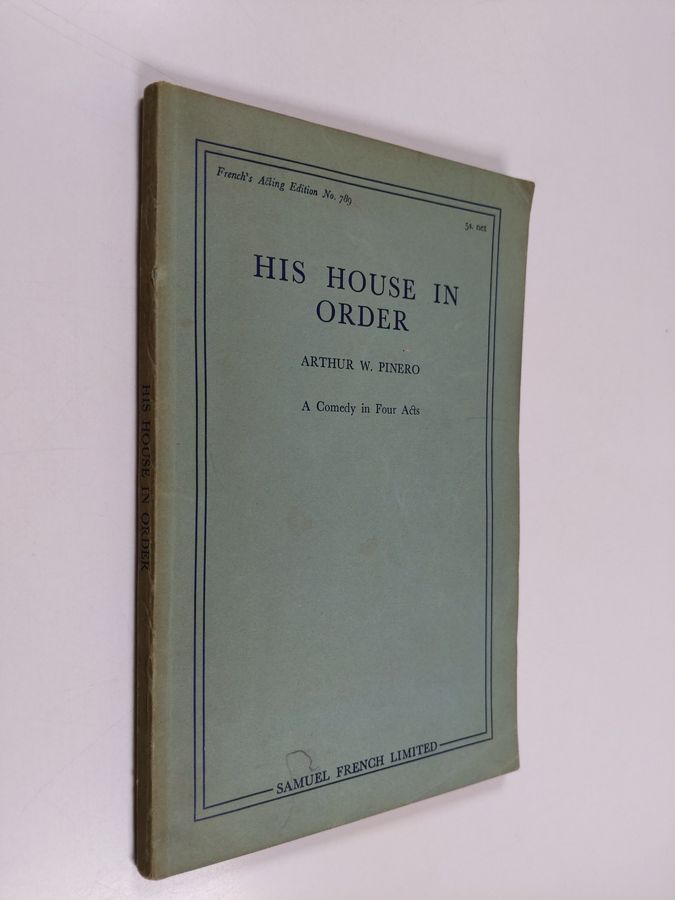 French's Acting Edition No. 789
5s. net
HIS HOUSE IN
ORDER
ARTHUR W. PINERO
A Comedy in Four Acts
SAMUEL FRENCH LIMITED
HIS HOUSE IN ORDER